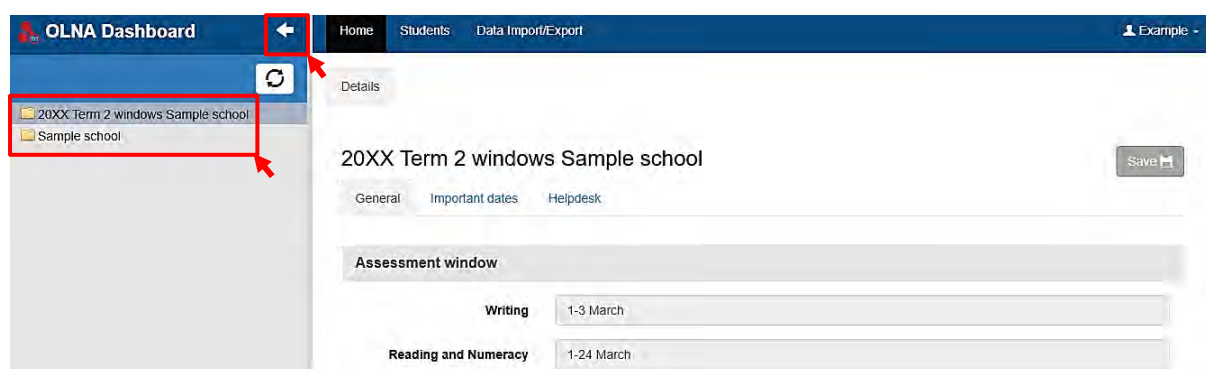 OLNA Dashboard
Home Students Data Import/Export
Example
Details
20XX Term 2 windows Sample school
Sample school
20XX Term 2 windows Sample school
Save
General Important dates Helpdesk
Assessment window
Writing 1-3 March
Reading and Numeracy 1-24 March